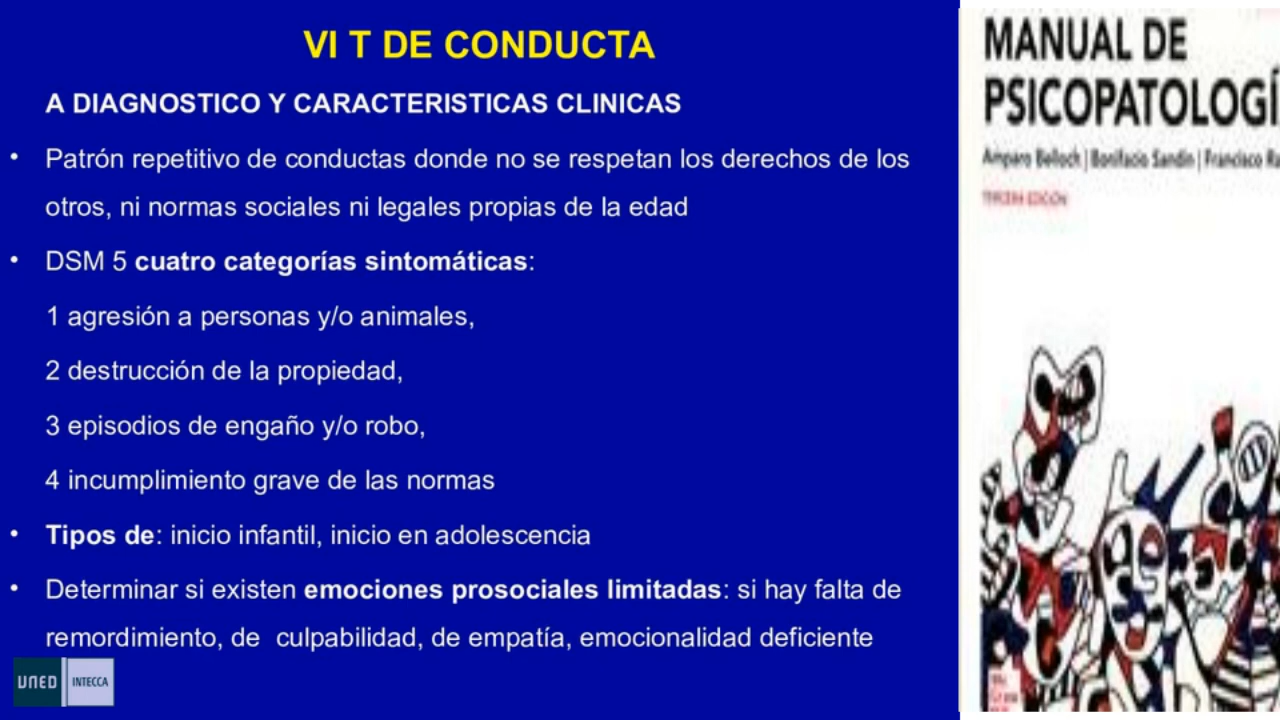 VI T DE CONDUCTA
A DIAGNOSTICO Y CARACTERISTICAS CLINICAS
• Patrón repetitivo de conductas donde no se respetan los derechos de los
otros, ni normas sociales ni legales propias de la edad
• DSM 5 cuatro categorías sintomáticas:
1 agresión a personas y/o animales,
2 destrucción de la propiedad,
3 episodios de engaño y/o robo,
4 incumplimiento grave de las normas
• Tipos de: inicio infantil, inicio en adolescencia
• Determinar si existen emociones prosociales limitadas: si hay falta de
remordimiento, de culpabilidad, de empatía, emocionalidad deficiente
UNED INTECCA
MANUAL DE
PSICOPATOLOGÍ
Amparo Belloch | Bonifacio Sandín | Francisco Ra
TERCERA EDICIÓN